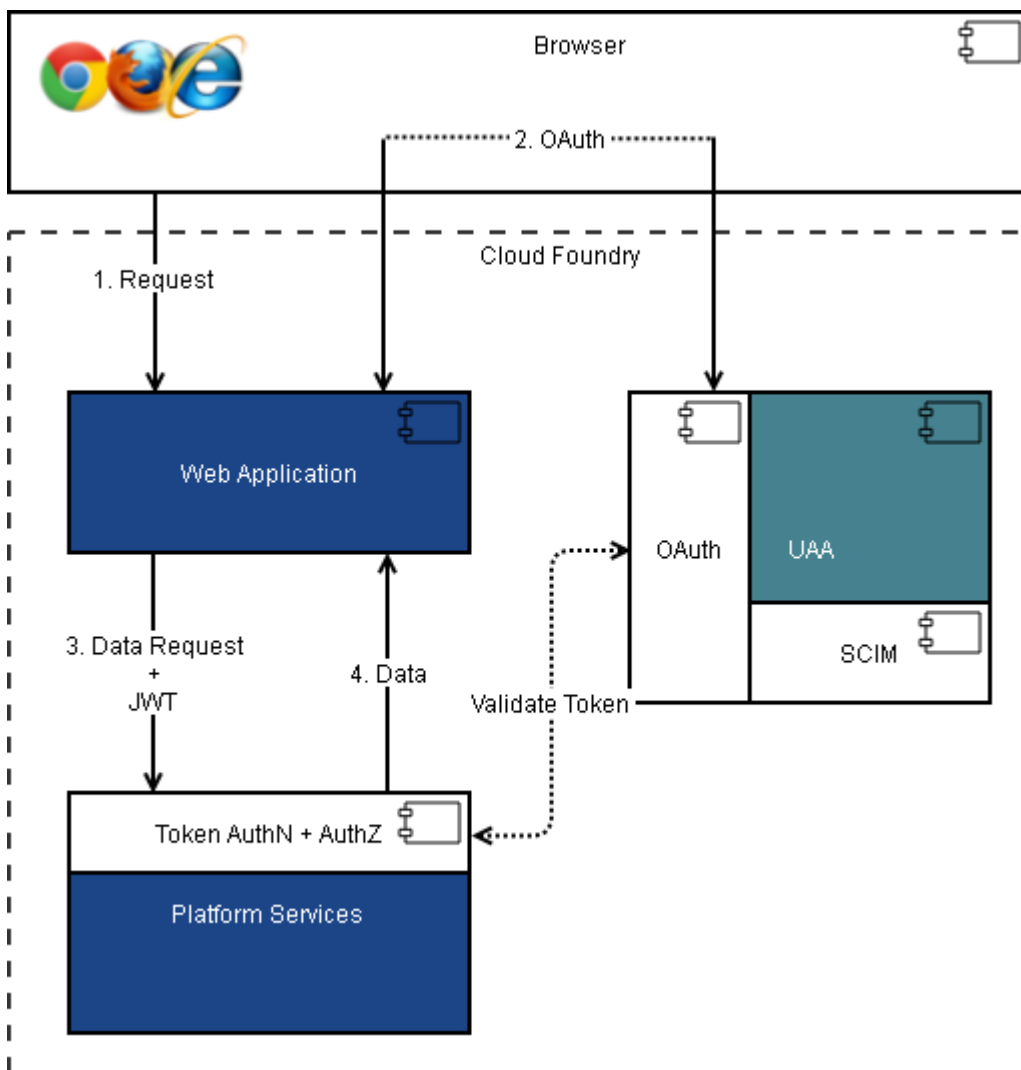 Browser
2. OAuth
Cloud Foundry
1. Request
Web Application
OAuth
UAA
SCIM
3. Data Request
+
JWT
4. Data
Validate Token
Token AuthN + AuthZ
Platform Services